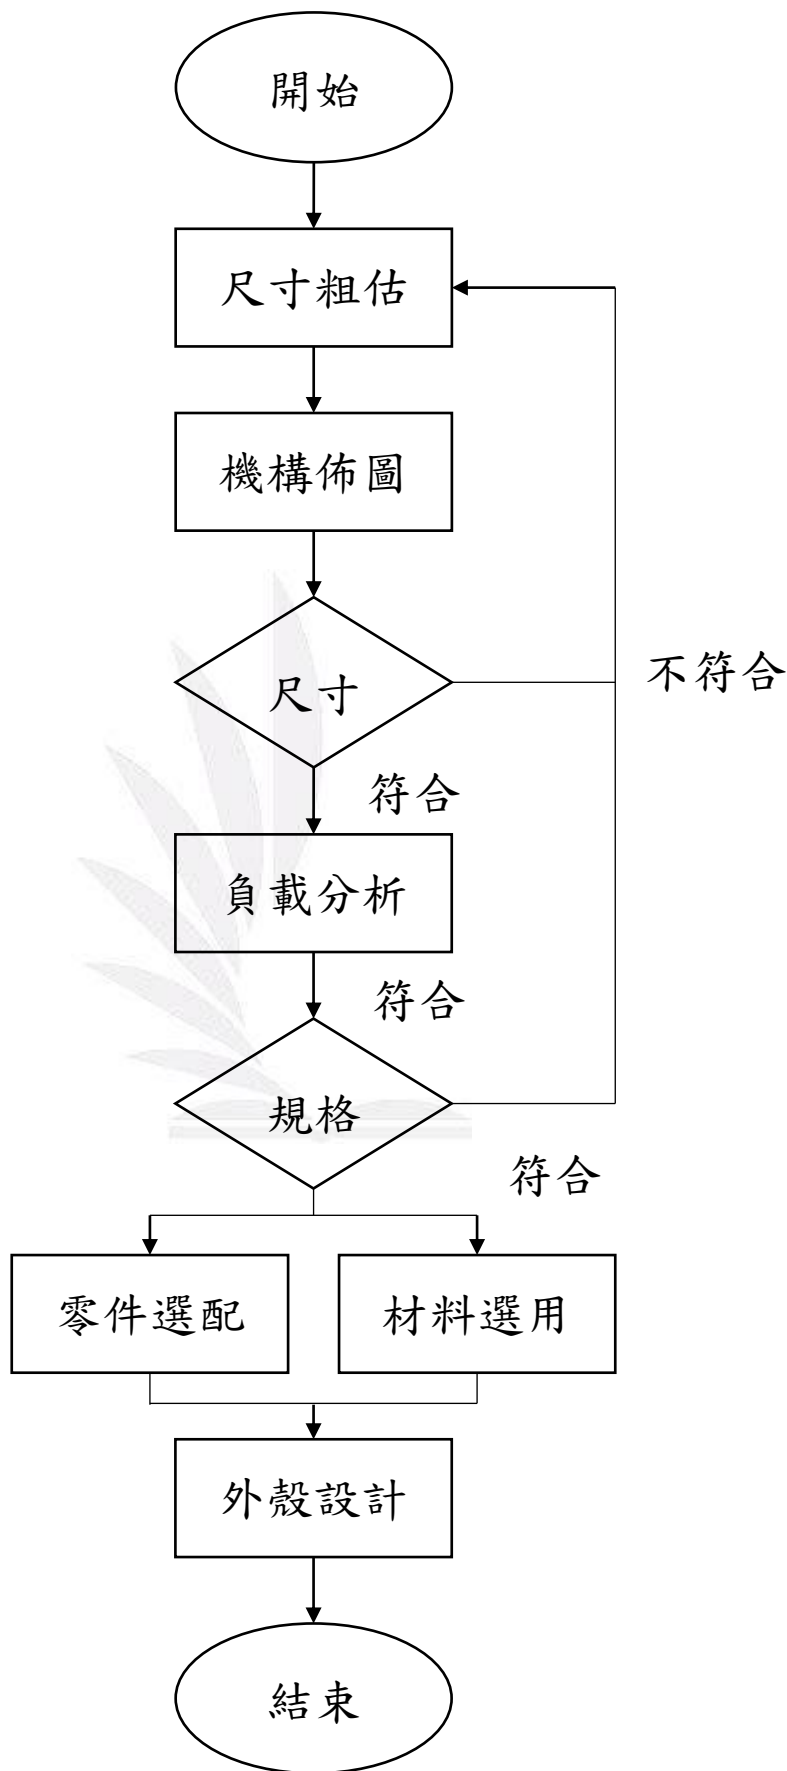 開始
尺寸粗估
機構佈圖
尺寸
不符合
符合
負載分析
符合
規格
符合
零件選配
材料選用
外殼設計
結束